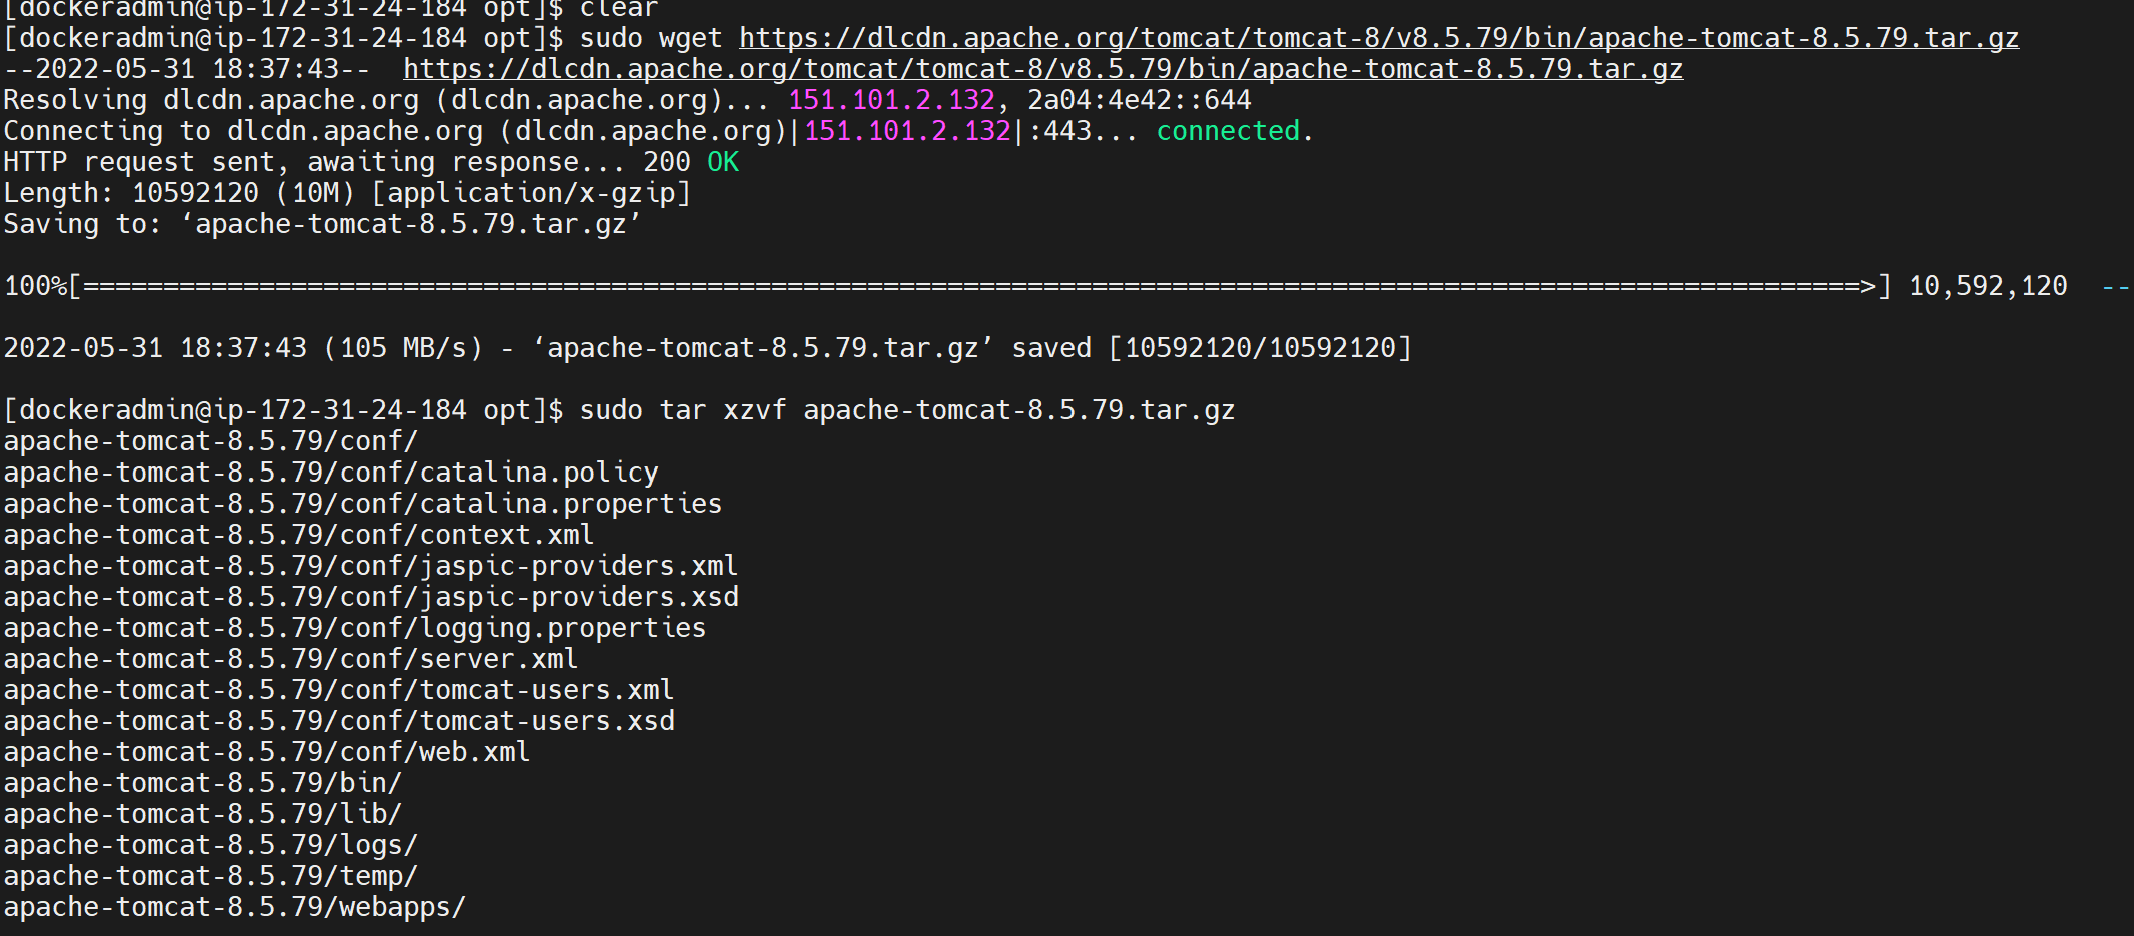 [dockeradmin@ip-172-31-24-184 opt]$ clear
[dockeradmin@ip-172-31-24-184 opt]$ sudo wget https://dlcdn.apache.org/tomcat/tomcat-8/v8.5.79/bin/apache-tomcat-8.5.79.tar.gz
--2022-05-31 18:37:43--  https://dlcdn.apache.org/tomcat/tomcat-8/v8.5.79/bin/apache-tomcat-8.5.79.tar.gz
Resolving dlcdn.apache.org (dlcdn.apache.org)... 151.101.2.132, 2a04:4e42::644
Connecting to dlcdn.apache.org (dlcdn.apache.org)|151.101.2.132|:443... connected.
HTTP request sent, awaiting response... 200 OK
Length: 10592120 (10M) [application/x-gzip]
Saving to: ‘apache-tomcat-8.5.79.tar.gz’
100%[===============================================================================================================>] 10,592,120  --
2022-05-31 18:37:43 (105 MB/s) - ‘apache-tomcat-8.5.79.tar.gz’ saved [10592120/10592120]
[dockeradmin@ip-172-31-24-184 opt]$ sudo tar xzvf apache-tomcat-8.5.79.tar.gz
apache-tomcat-8.5.79/conf/
apache-tomcat-8.5.79/conf/catalina.policy
apache-tomcat-8.5.79/conf/catalina.properties
apache-tomcat-8.5.79/conf/context.xml
apache-tomcat-8.5.79/conf/jaspic-providers.xml
apache-tomcat-8.5.79/conf/jaspic-providers.xsd
apache-tomcat-8.5.79/conf/logging.properties
apache-tomcat-8.5.79/conf/server.xml
apache-tomcat-8.5.79/conf/tomcat-users.xml
apache-tomcat-8.5.79/conf/tomcat-users.xsd
apache-tomcat-8.5.79/conf/web.xml
apache-tomcat-8.5.79/bin/
apache-tomcat-8.5.79/lib/
apache-tomcat-8.5.79/logs/
apache-tomcat-8.5.79/temp/
apache-tomcat-8.5.79/webapps/